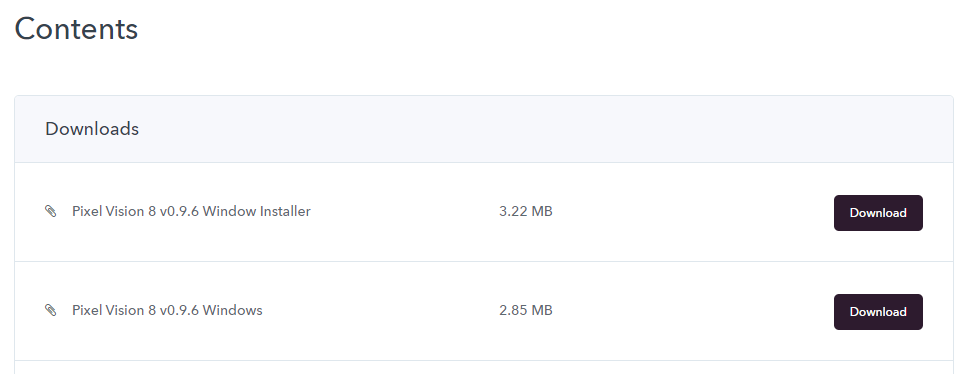 Contents
Downloads
Pixel Vision 8 v0.9.6 Window Installer 3.22 MB Download
Pixel Vision 8 v0.9.6 Windows 2.85 MB Download